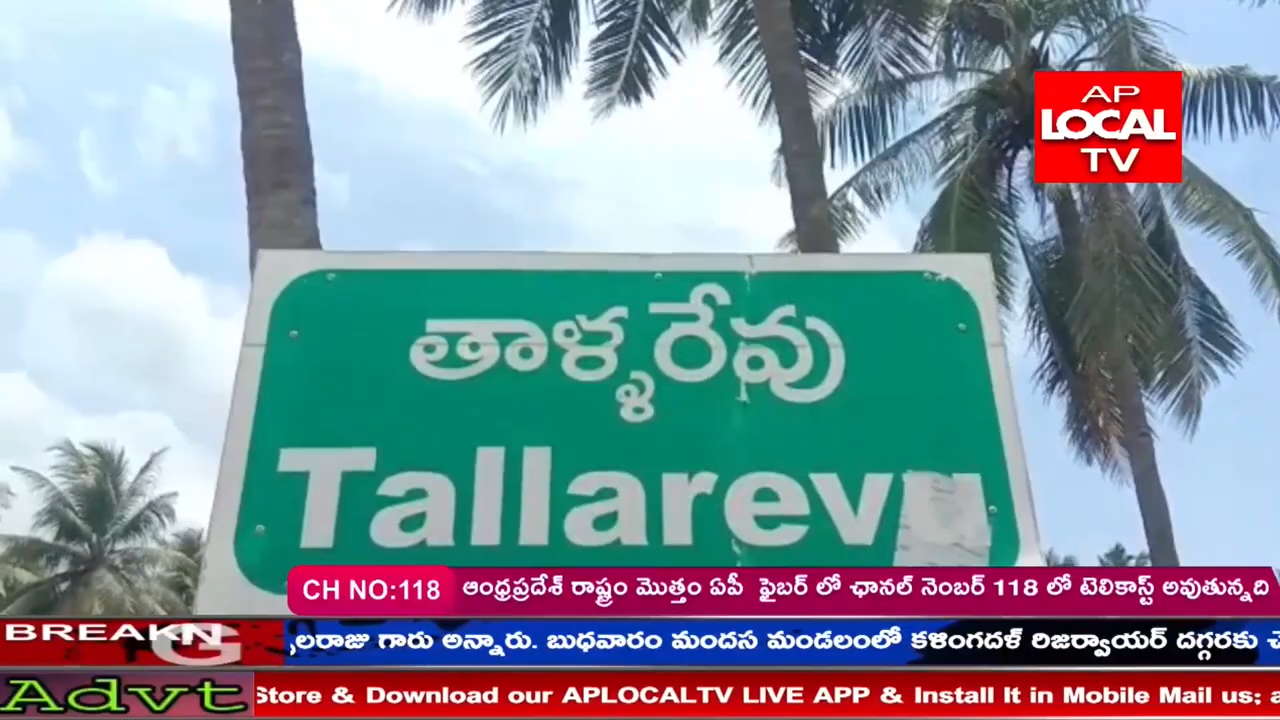 AP
LOCAL
TV
తాళ్ళరేవు
Tallarevu
CH NO:118 ఆంధ్రప్రదేశ్ రాష్ట్రం మొత్తం ఏపీ ఫైబర్ లో ఛానల్ నెంబర్ 118 లో టెలికాస్ట్ అవుతున్నది
గారు అన్నారు. బుధవారం మందస మండలంలో కళింగదళ్ రిజర్వాయర్ దగ్గరకు
Advt Store & Download our APLOCALTV LIVE APP & Install It in Mobile Mail us;